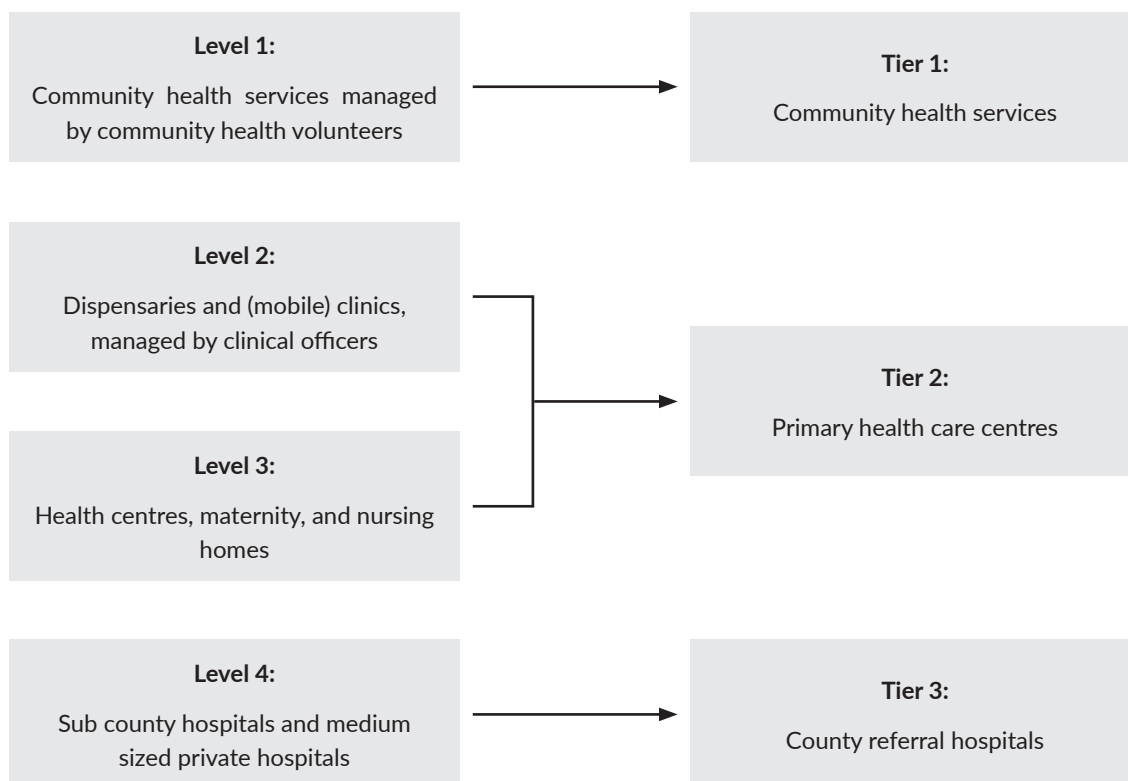 Level 1:
Community health services managed
by community health volunteers
Tier 1:
Community health services
Level 2:
Dispensaries and (mobile) clinics,
managed by clinical officers
Level 3:
Health centres, maternity, and nursing
homes
Tier 2:
Primary health care centres
Level 4:
Sub county hospitals and medium
sized private hospitals
Tier 3:
County referral hospitals